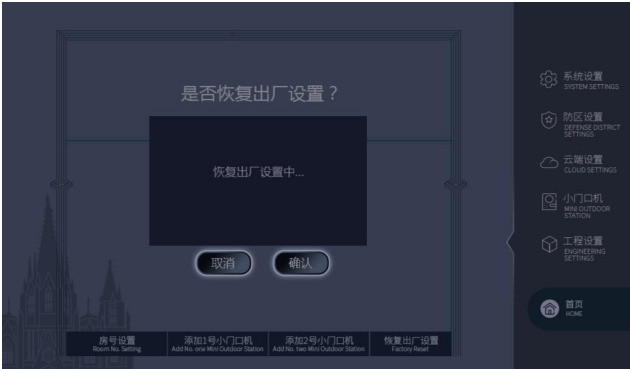 是否恢复出厂设置？
恢复出厂设置中...
取消
确认
房号设置
Room No. Setting
添加1号小门口机
Add No. one Mini Outdoor Station
添加2号小门口机
Add No. two Mini Outdoor Station
恢复出厂设置
Factory Reset
系统设置
SYSTEM SETTINGS
防区设置
DEFENSE DISTRICT
SETTINGS
云端设置
CLOUD SETTINGS
小门口机
MINI OUTDOOR
STATION
工程设置
ENGINEERING
SETTINGS
首页
HOME